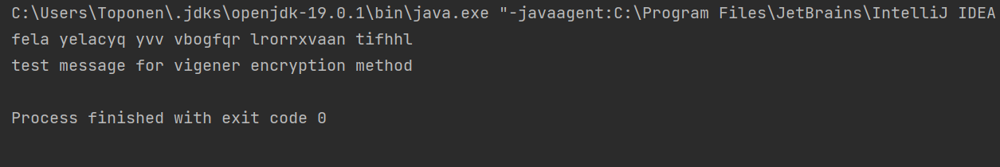 C:\Users\Toponen\.jdks\openjdk-19.0.1\bin\java.exe "-javaagent:C:\Program Files\JetBrains\IntelliJ IDEA
fela yelacyq yvv vbogfqr lrorrxvaan tifhhl
test message for vigener encryption method
Process finished with exit code 0